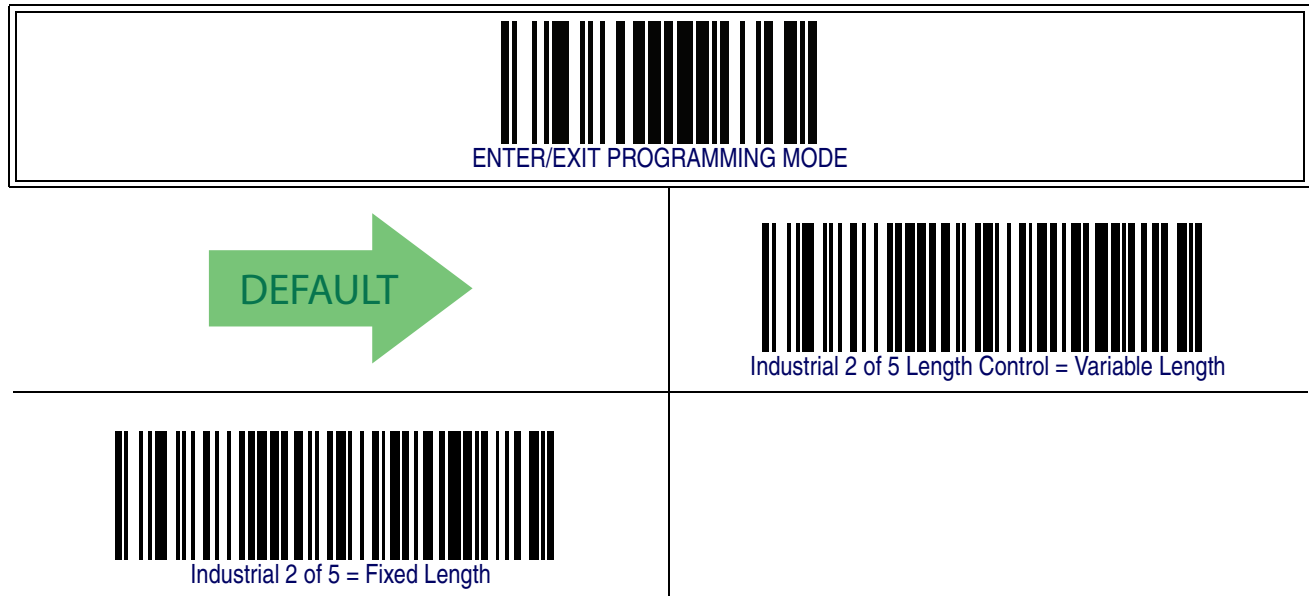 ENTER/EXIT PROGRAMMING MODE
DEFAULT
Industrial 2 of 5 Length Control = Variable Length
Industrial 2 of 5 = Fixed Length